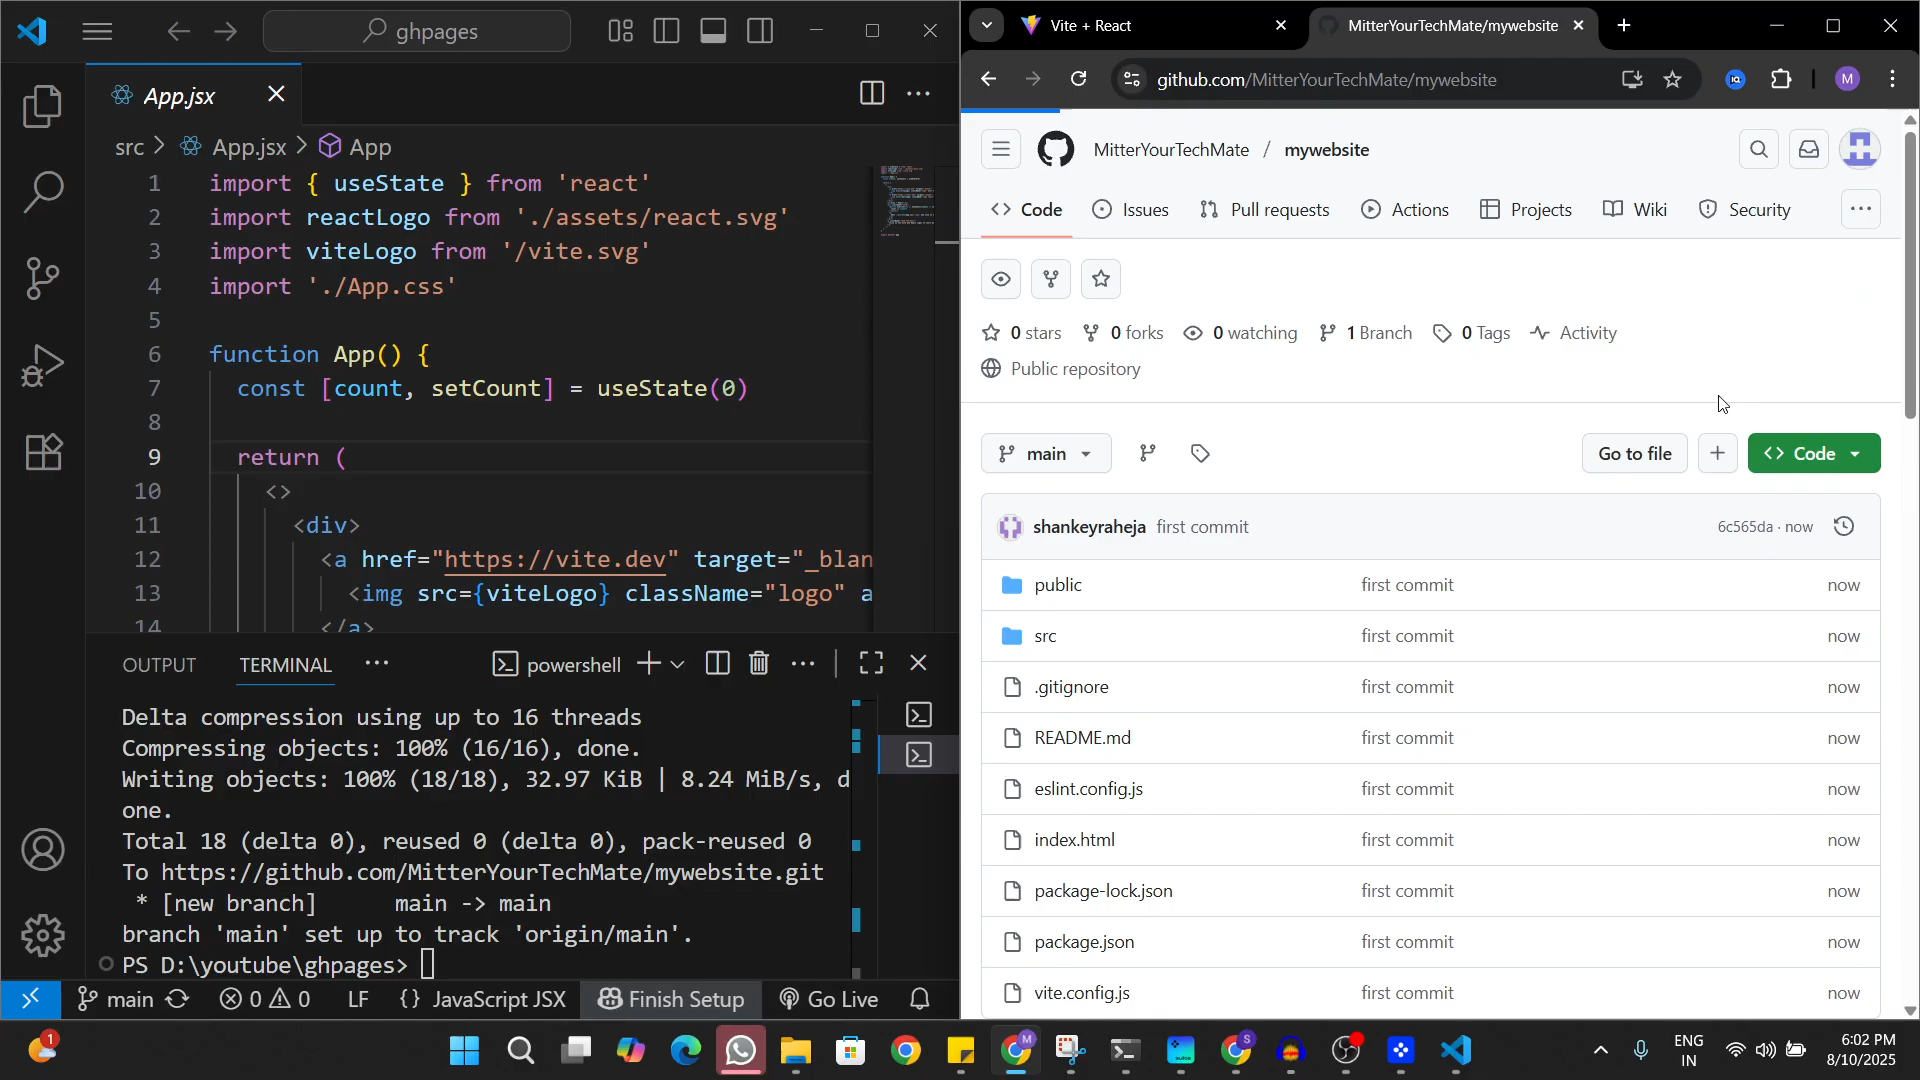 ghpages
App.jsx
src > App.jsx > App
1 import { useState } from 'react'
2 import reactLogo from './assets/react.svg'
3 import viteLogo from '/vite.svg'
4 import './App.css'
5
6 function App() {
7 const [count, setCount] = useState(0)
8
9 return (
10 <>
11 <div>
12 <a href="https://vite.dev" target="_blan
13 <img src={viteLogo} className="logo" a
14 </a>
OUTPUT TERMINAL powershell
Delta compression using up to 16 threads
Compressing objects: 100% (16/16), done.
Writing objects: 100% (18/18), 32.97 KiB | 8.24 MiB/s, d
one.
Total 18 (delta 0), reused 0 (delta 0), pack-reused 0
To https://github.com/MitterYourTechMate/mywebsite.git
* [new branch] main -> main
branch 'main' set up to track 'origin/main'.
PS D:\youtube\ghpages>
main 0 0 LF {} JavaScript JSX Finish Setup Go Live
Vite + React
MitterYourTechMate/mywebsite
github.com/MitterYourTechMate/mywebsite
M
MitterYourTechMate / mywebsite
Code Issues Pull requests Actions Projects Wiki Security
0 stars 0 forks 0 watching 1 Branch 0 Tags Activity
Public repository
main Go to file Code
shankeyraheja first commit 6c565da · now
public first commit now
src first commit now
.gitignore first commit now
README.md first commit now
eslint.config.js first commit now
index.html first commit now
package-lock.json first commit now
package.json first commit now
vite.config.js first commit now
1
M
S
ENG
IN
6:02 PM
8/10/2025